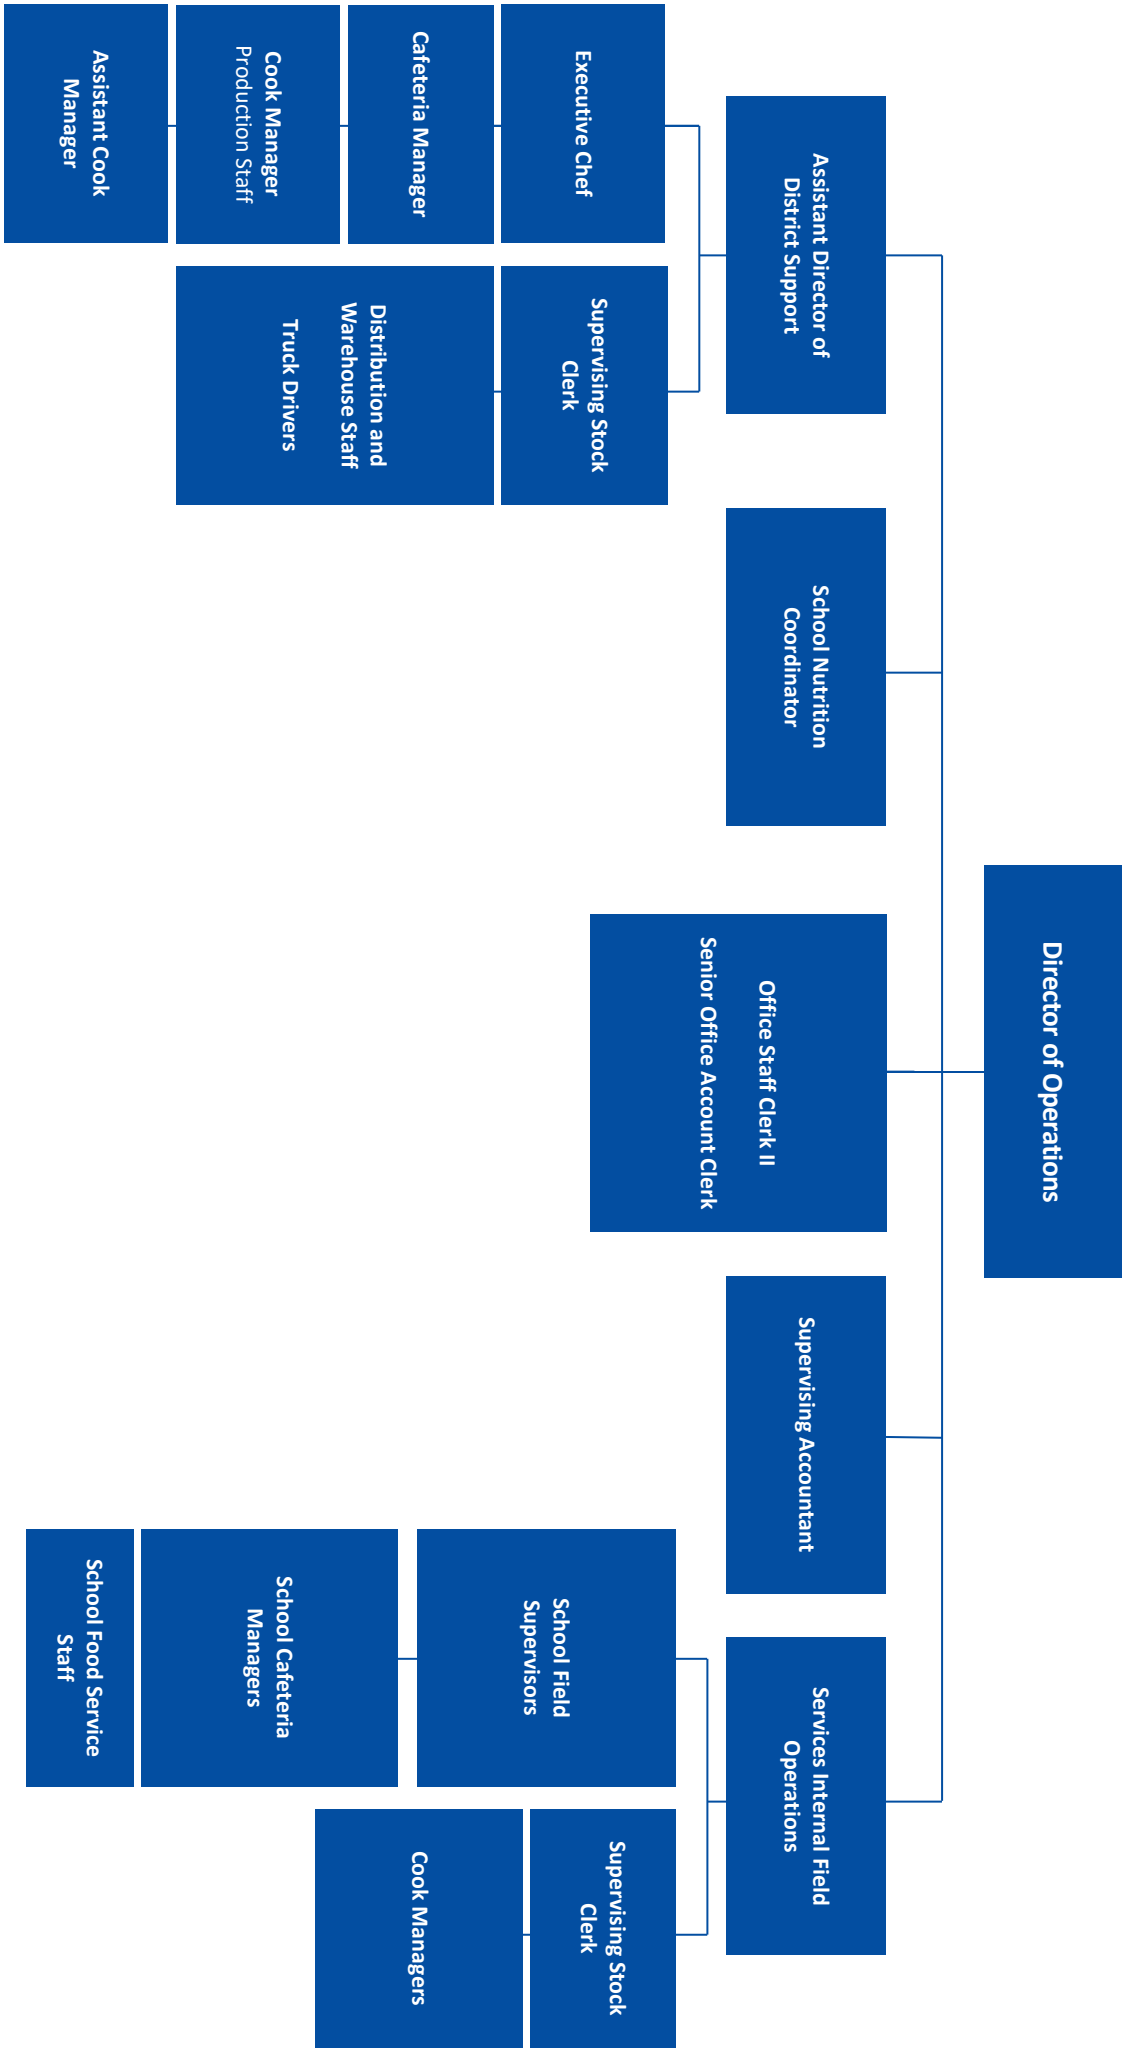 Director of Operations
Assistant Director of
District Support
School Nutrition
Coordinator
Office Staff Clerk II
Senior Office Account Clerk
Supervising Accountant
Services Internal Field
Operations
Executive Chef
Cafeteria Manager
Cook Manager
Production Staff
Assistant Cook
Manager
Supervising Stock
Clerk
Distribution and
Warehouse Staff
Truck Drivers
School Field
Supervisors
School Cafeteria
Managers
School Food Service
Staff
Supervising Stock
Clerk
Cook Managers